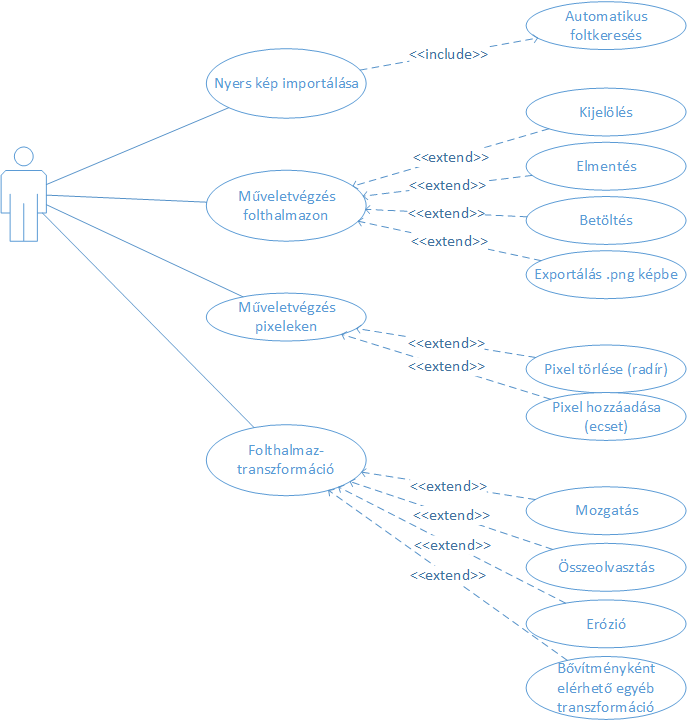 Automatikus
foltkeresés
<<include>>
Nyers kép importálása
Kijelölés
<<extend>>
Elmentés
<<extend>>
Műveletvégzés
folthalmazon
<<extend>>
Betöltés
<<extend>>
Exportálás .png képbe
Műveletvégzés
pixeleken
<<extend>>
<<extend>>
Pixel törlése (radír)
Pixel hozzáadása
(ecset)
Folthalmaz-
transzformáció
<<extend>>
Mozgatás
<<extend>>
<<extend>>
Összeolvasztás
<<extend>>
Erózió
Bővítményként
elérhető egyéb
transzformáció